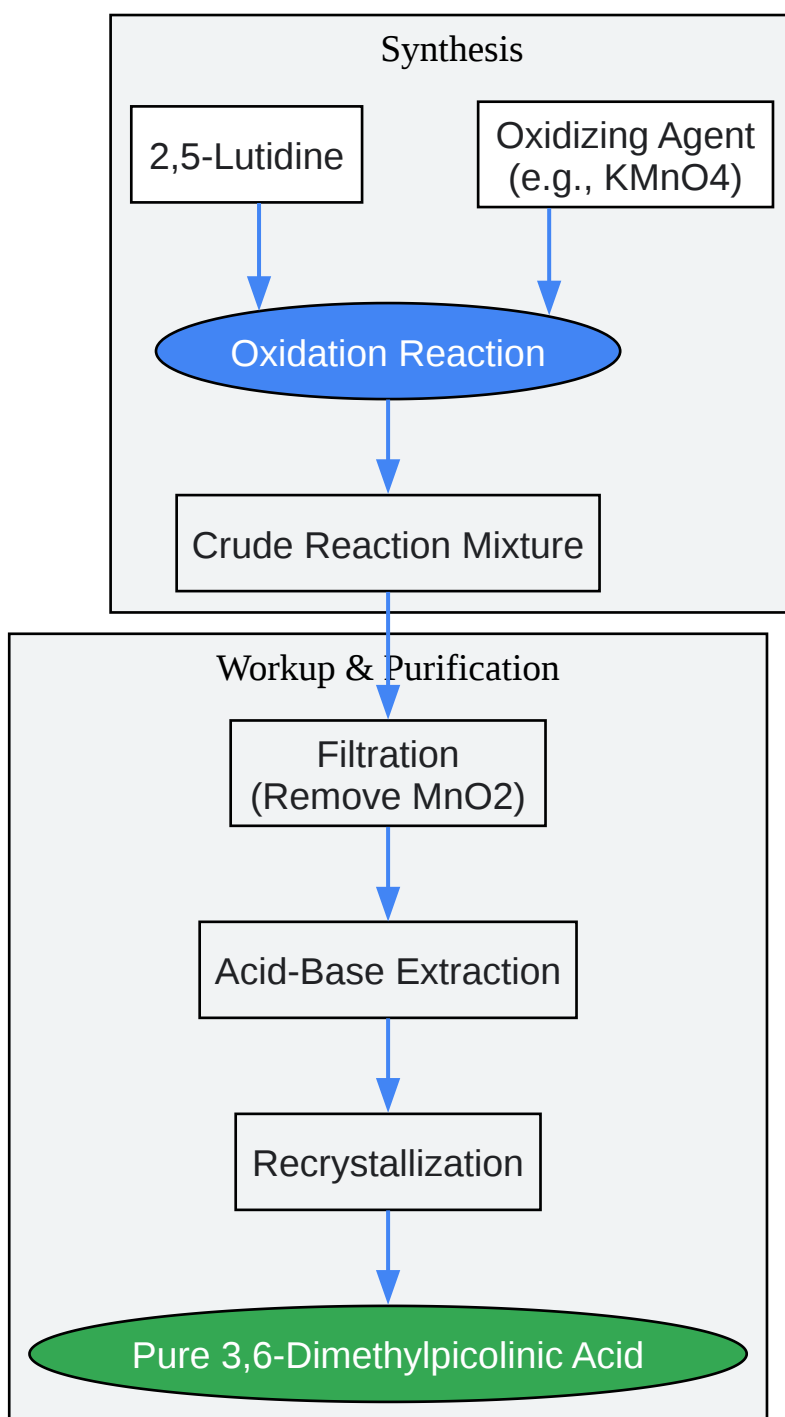 Synthesis
2,5-Lutidine
Oxidizing Agent
(e.g., KMnO4)
Oxidation Reaction
Crude Reaction Mixture
Workup & Purification
Filtration
(Remove MnO2)
Acid-Base Extraction
Recrystallization
Pure 3,6-Dimethylpicolinic Acid